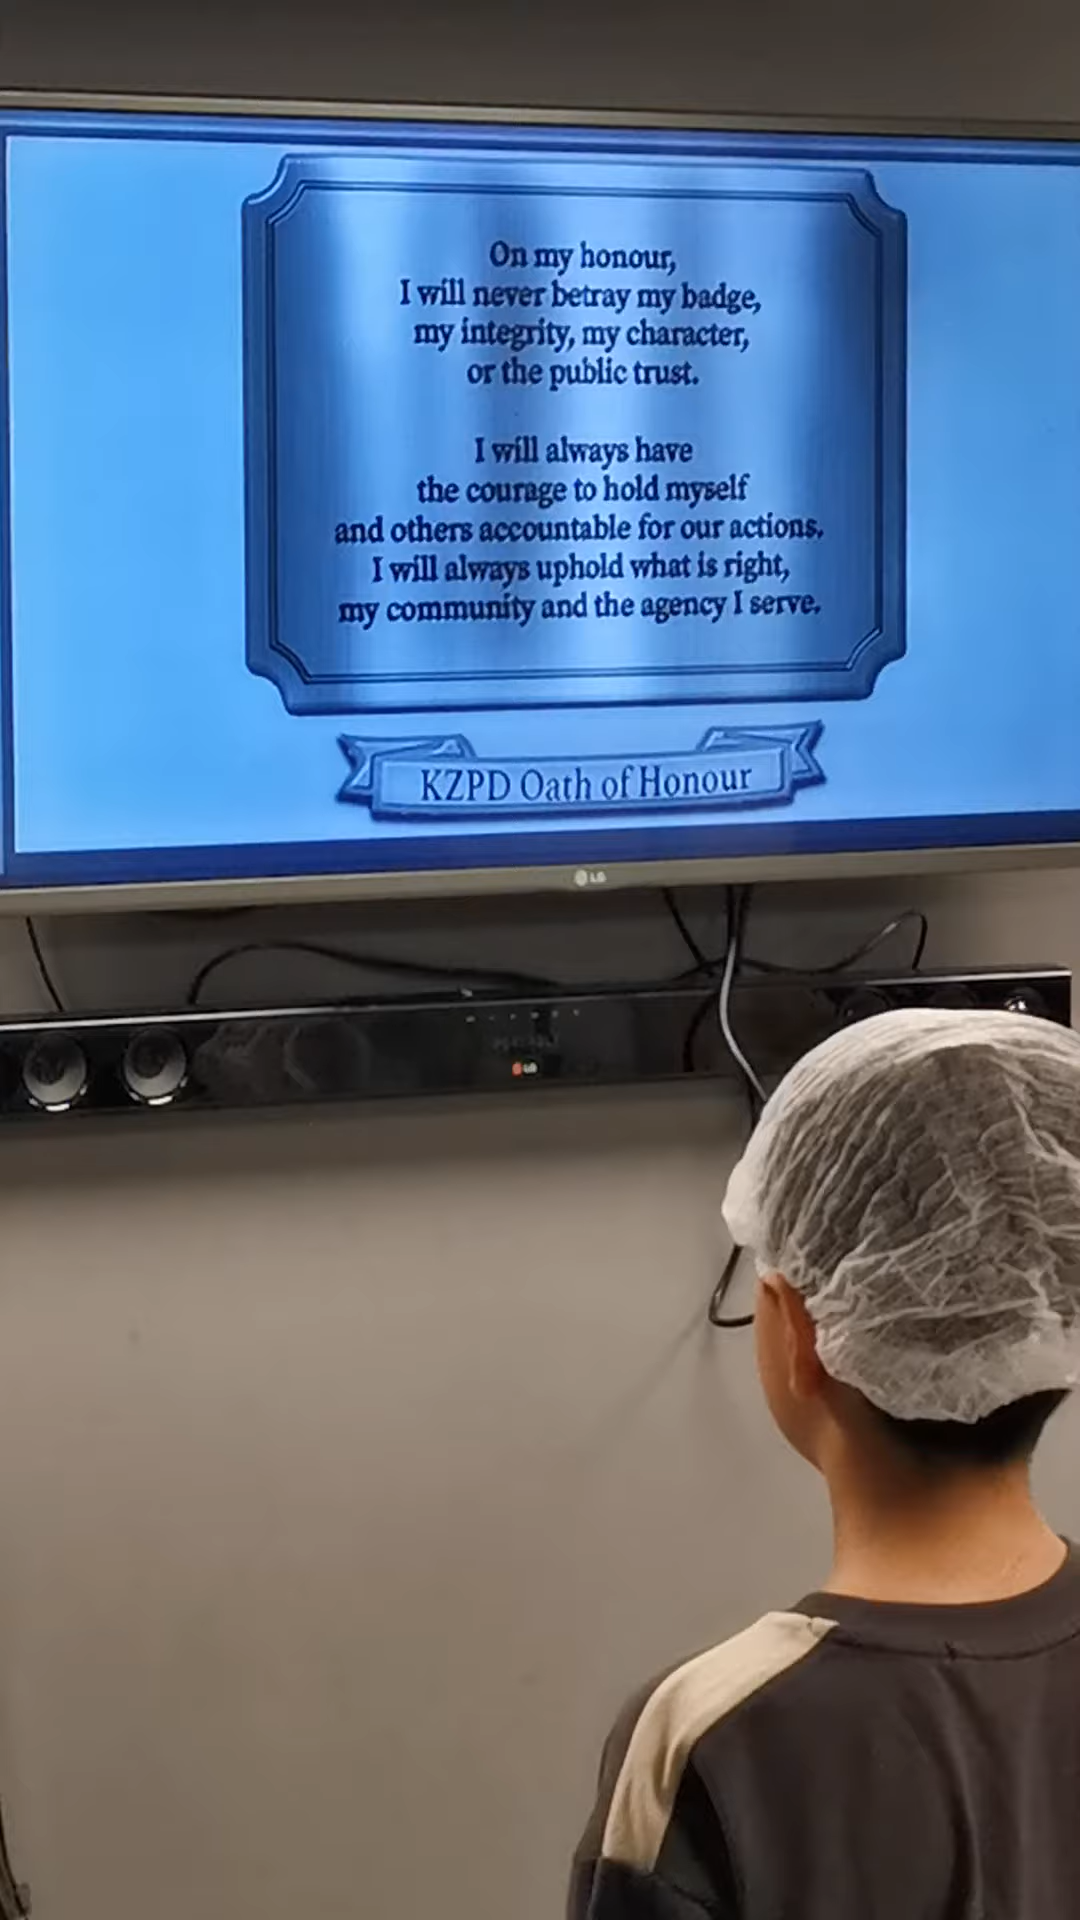 On my honour,
I will never betray my badge,
my integrity, my character,
or the public trust.
I will always have
the courage to hold myself
and others accountable for our actions.
I will always uphold what is right,
my community and the agency I serve.
KZPD Oath of Honour
LG
LG